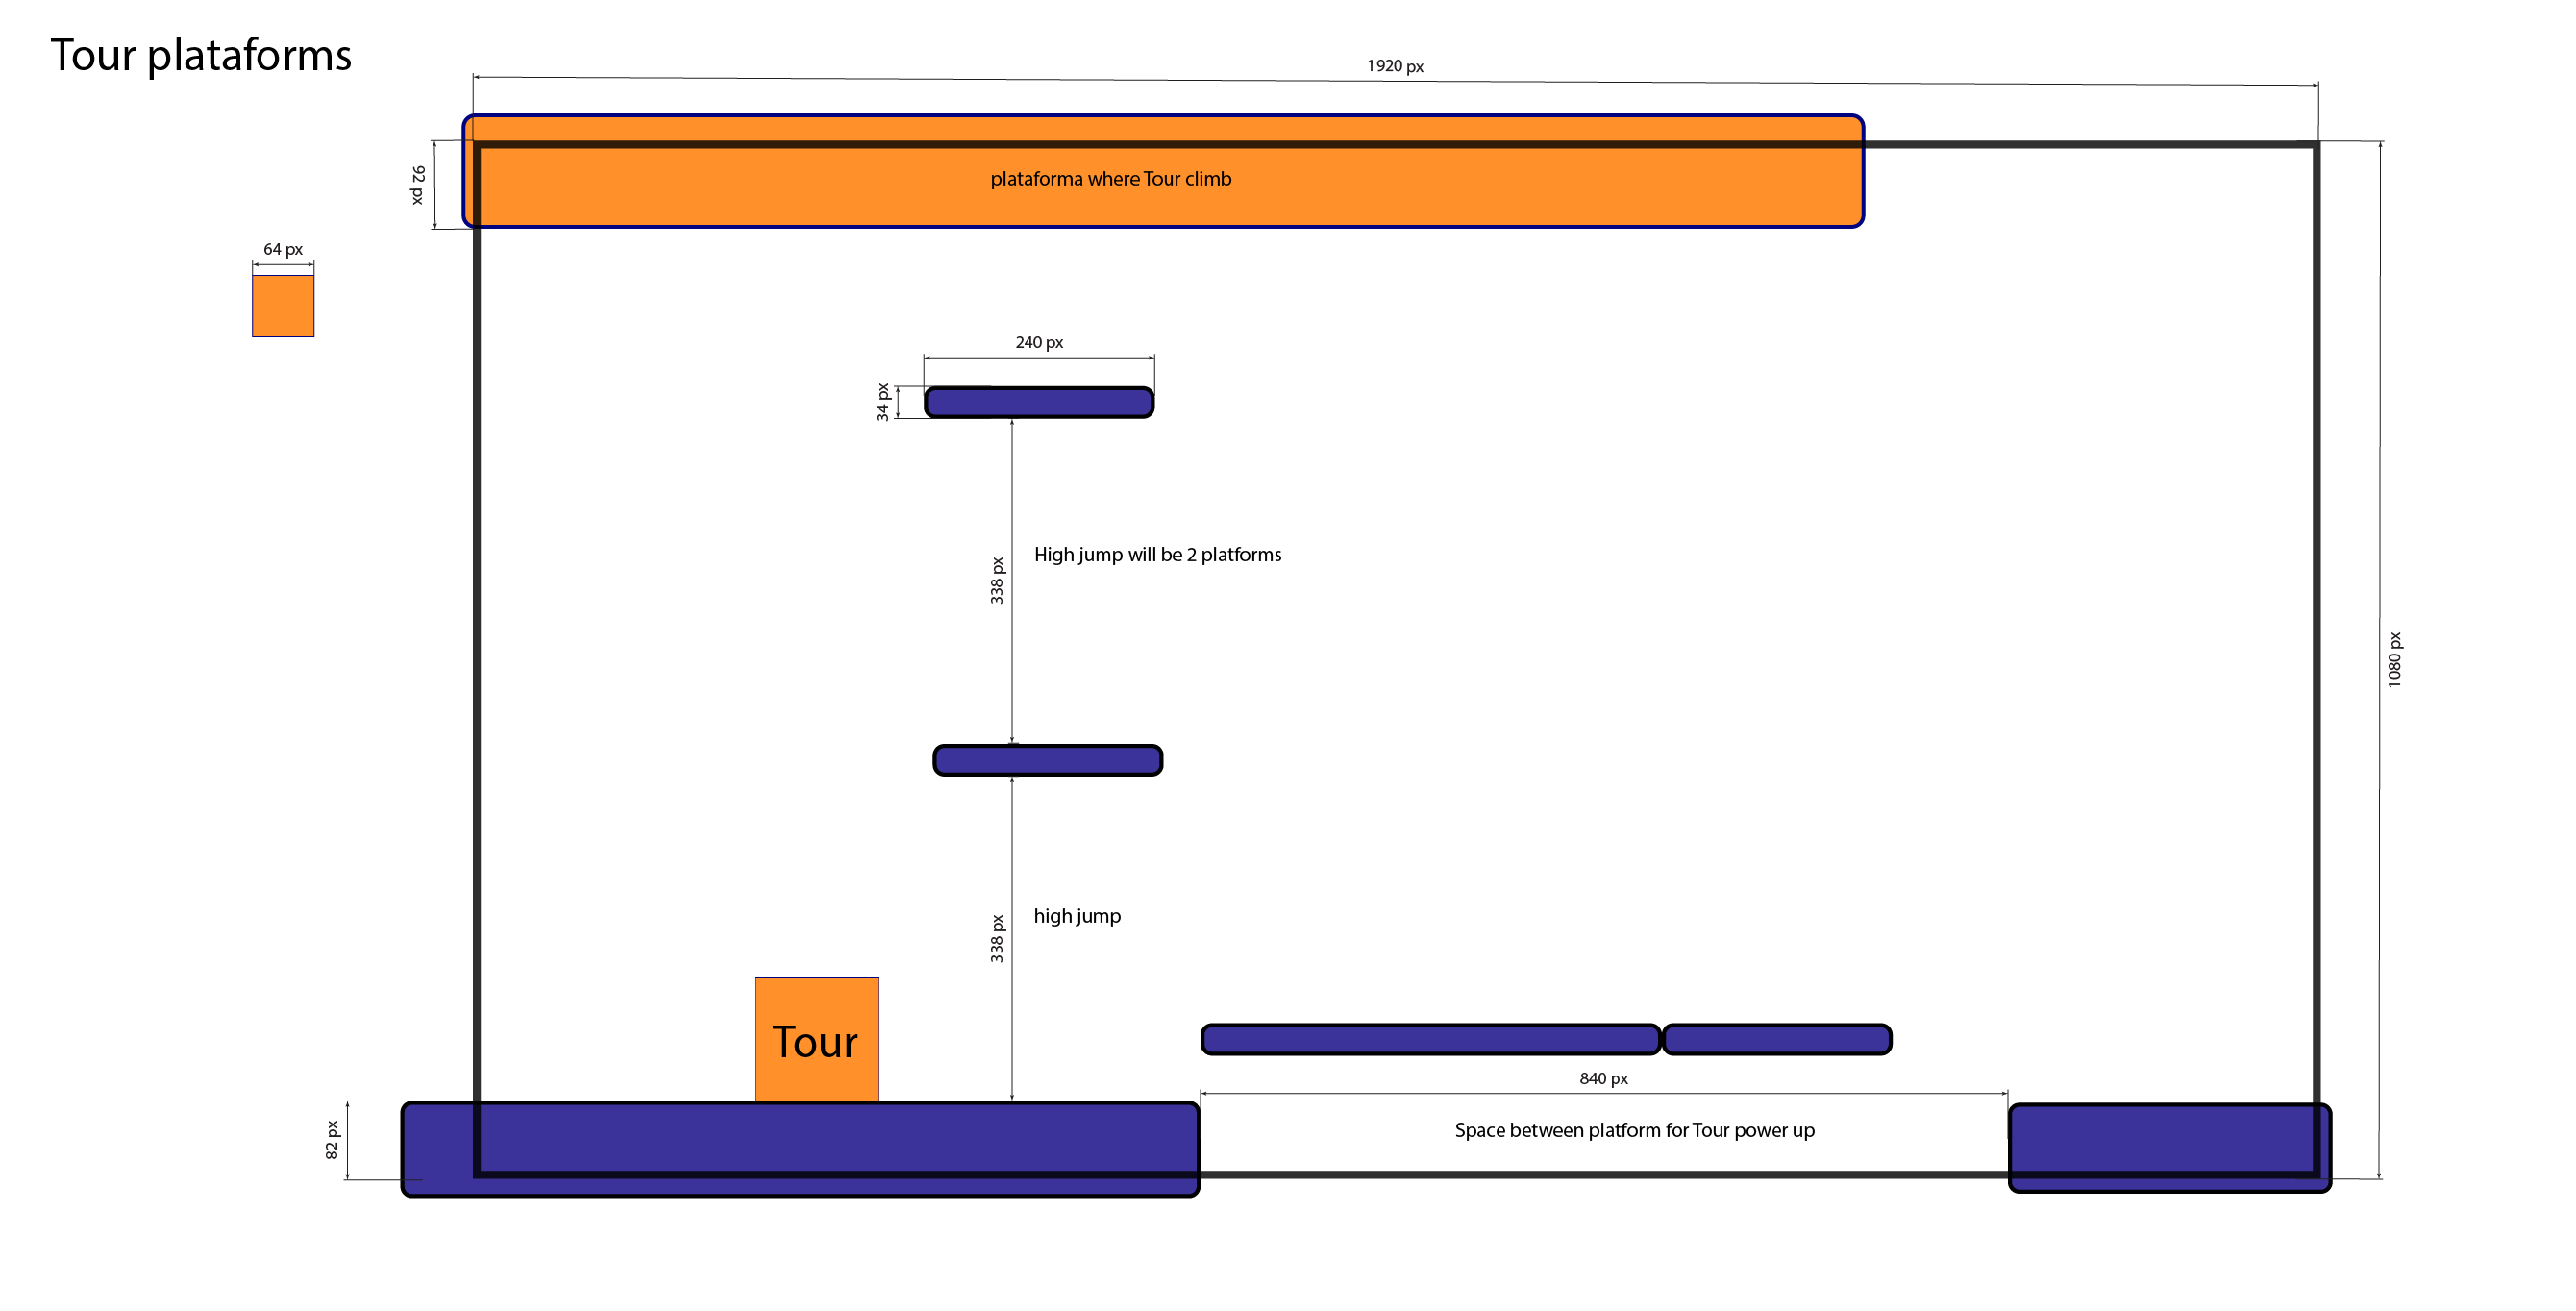 Tour plataforms
1920 px
92 px
plataforma where Tour climb
64 px
240 px
34 px
High jump will be 2 platforms
338 px
1080 px
high jump
338 px
Tour
840 px
82 px
Space between platform for Tour power up